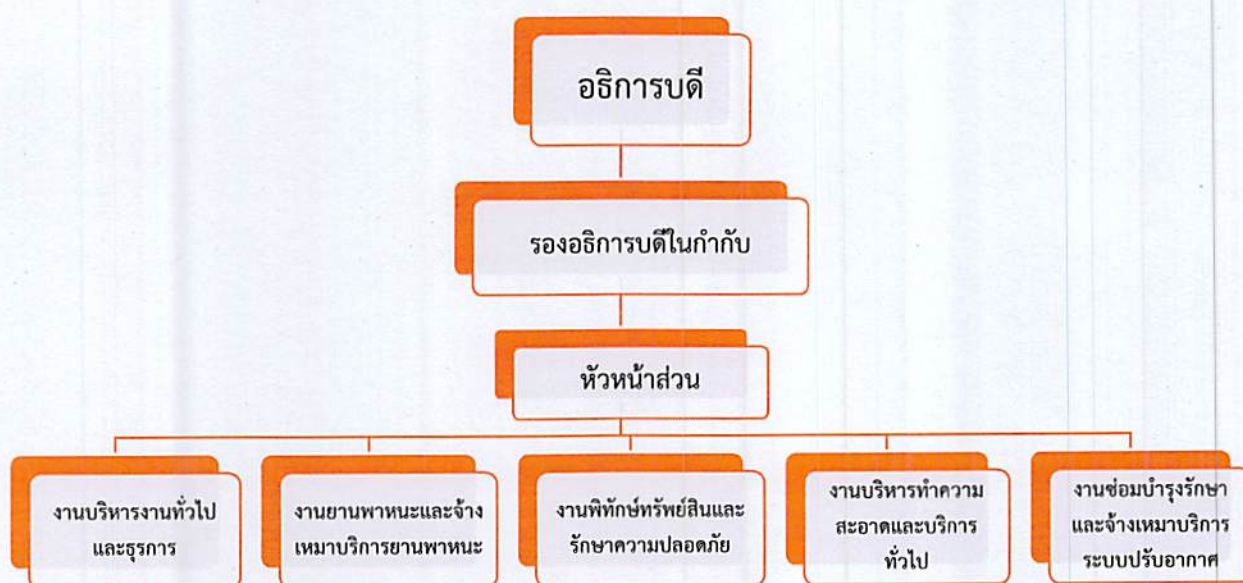 อธิการบดี
รองอธิการบดีในกำกับ
หัวหน้าส่วน
งานบริหารงานทั่วไป
และธุรการ
งานยานพาหนะและจ้าง
เหมาบริการยานพาหนะ
งานพิทักษ์ทรัพย์สินและ
รักษาความปลอดภัย
งานบริหารทำความ
สะอาดและบริการ
ทั่วไป
งานซ่อมบำรุงรักษา
และจ้างเหมาบริการ
ระบบปรับอากาศ